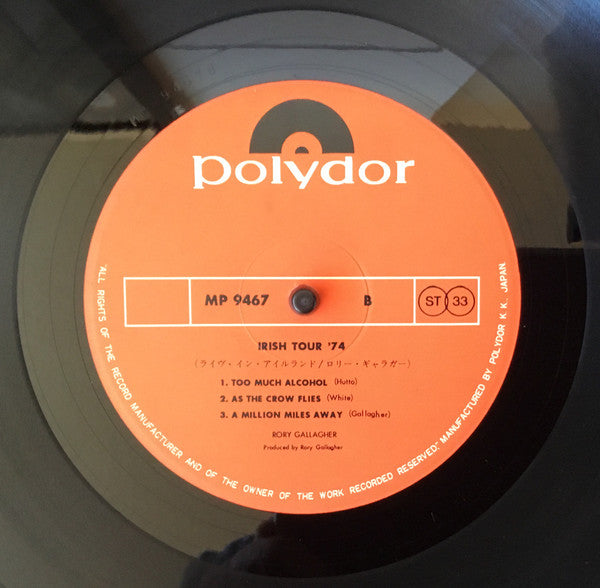 polydor
MP 9467 B ST 33
IRISH TOUR '74
(ライヴ・イン・アイルランド/ロリー・ギャラガー)
1. TOO MUCH ALCOHOL (Hutto)
2. AS THE CROW FLIES (White)
3. A MILLION MILES AWAY (Gallagher)
RORY GALLAGHER
Produced by Rory Gallagher
"ALL RIGHTS OF THE RECORD MANUFACTURER AND OF THE OWNER OF THE WORK RECORDED RESERVED." MANUFACTURED BY POLYDOR K.K., JAPAN.